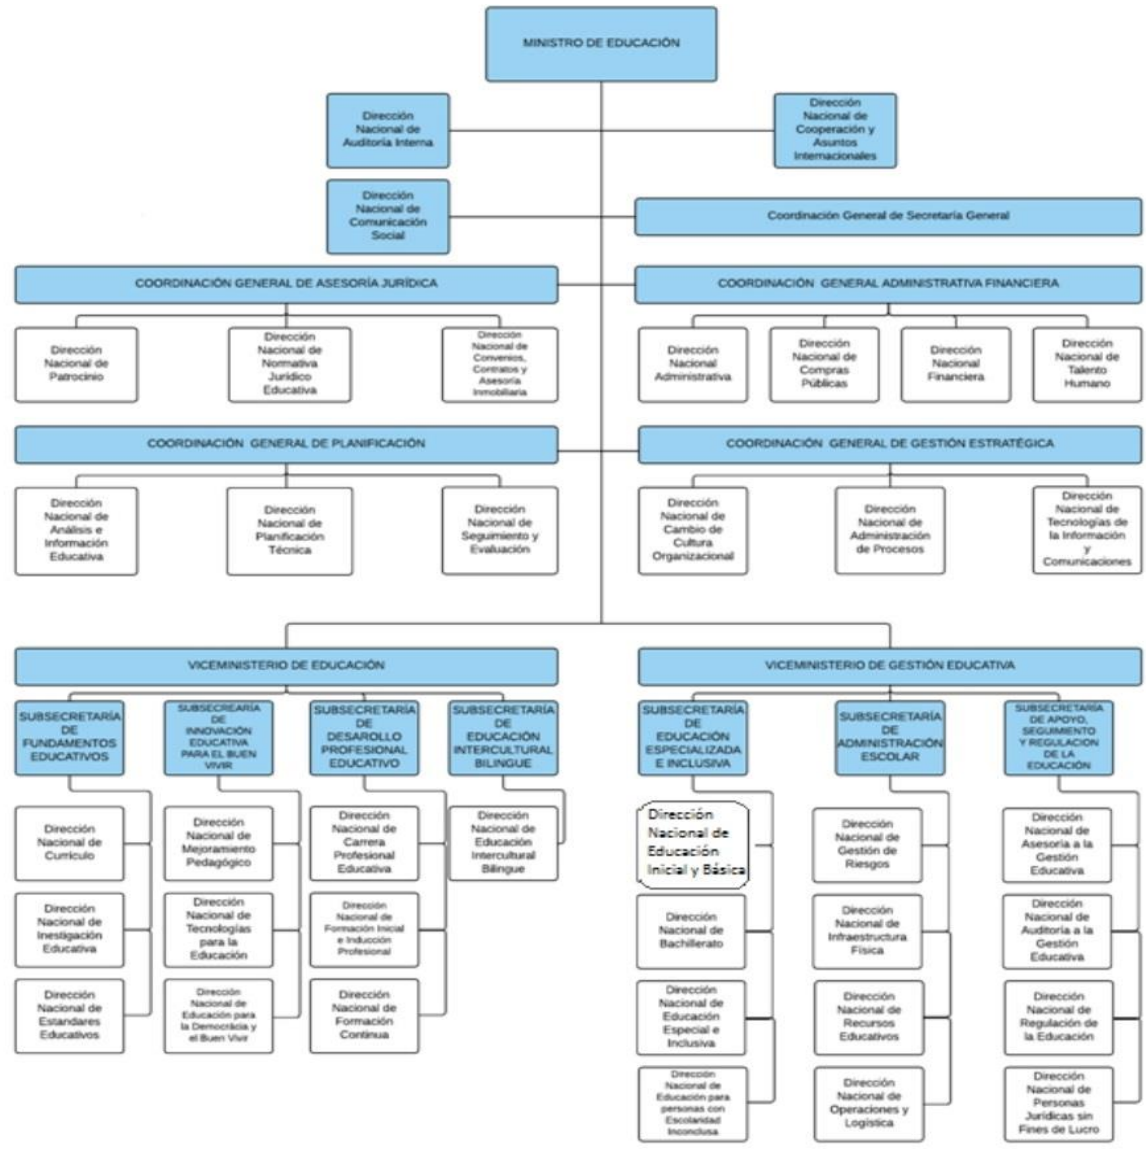 MINISTRO DE EDUCACIÓN
Dirección
Nacional de
Auditoría Interna
Dirección
Nacional de
Cooperación y
Asuntos
Internacionales
Dirección
Nacional de
Comunicación
Social
Coordinación General de Secretaría General
COORDINACIÓN GENERAL DE ASESORÍA JURÍDICA
COORDINACIÓN GENERAL ADMINISTRATIVA FINANCIERA
Dirección
Nacional de
Patrocinio
Dirección
Nacional de
Normativa
Jurídico
Educativa
Dirección
Nacional de
Convenios,
Contratos y
Asesoría
Inmobiliaria
Dirección
Nacional
Administrativa
Dirección
Nacional de
Compras
Públicas
Dirección
Nacional
Financiera
Dirección
Nacional de
Talento
Humano
COORDINACIÓN GENERAL DE PLANIFICACIÓN
COORDINACIÓN GENERAL DE GESTIÓN ESTRATÉGICA
Dirección
Nacional de
Análisis e
Información
Educativa
Dirección
Nacional de
Planificación
Técnica
Dirección
Nacional de
Seguimiento y
Evaluación
Dirección
Nacional de
Cambio de
Cultura
Organizacional
Dirección
Nacional de
Administración
de Procesos
Dirección
Nacional de
Tecnologías de
la Información
y
Comunicaciones
VICEMINISTERIO DE EDUCACIÓN
VICEMINISTERIO DE GESTIÓN EDUCATIVA
SUBSECRETARÍA
DE
FUNDAMENTOS
EDUCATIVOS
SUBSECREARÍA
DE
INNOVACIÓN
EDUCATIVA
PARA EL BUEN
VIVIR
SUBSECRETARÍA
DE
DESAROLLO
PROFESIONAL
EDUCATIVO
SUBSECRETARÍA
DE
EDUCACIÓN
INTERCULTURAL
BILINGUE
SUBSECRETARÍA
DE
EDUCACIÓN
ESPECIALIZADA
E INCLUSIVA
SUBSECRETARÍA
DE
ADMINISTRACIÓN
ESCOLAR
SUBSECRETARÍA
DE APOYO,
SEGUIMIENTO
Y REGULACION
DE LA
EDUCACIÓN
Dirección
Nacional de
Currículo
Dirección
Nacional de
Mejoramiento
Pedagógico
Dirección
Nacional de
Carrera
Profesional
Educativa
Dirección
Nacional de
Educación
Intercultural
Bilingue
Dirección
Nacional de
Educación
Inicial y Básica
Dirección
Nacional de
Gestión de
Riesgos
Dirección
Nacional de
Asesoria a la
Gestión
Educativa
Dirección
Nacional de
Inestigación
Educativa
Dirección
Nacional de
Tecnologías
para la
Educación
Dirección
Nacional de
Formación Inicial
e Inducción
Profesional
Dirección
Nacional de
Bachillerato
Dirección
Nacional de
Infraestructura
Física
Dirección
Nacional de
Auditoría a la
Gestión
Educativa
Dirección
Nacional de
Estandares
Educativos
Dirección
Nacional de
Educación para
la Democrácia y
el Buen Vivir
Dirección
Nacional de
Formación
Continua
Dirección
Nacional de
Educación
Especial e
Inclusiva
Dirección
Nacional de
Recursos
Educativos
Dirección
Nacional de
Regulación de
la Educación
Dirección
Nacional de
Educación para
personas con
Escolaridad
Inconclusa
Dirección
Nacional de
Operaciones y
Logística
Dirección
Nacional de
Personas
Jurídicas sin
Fines de Lucro